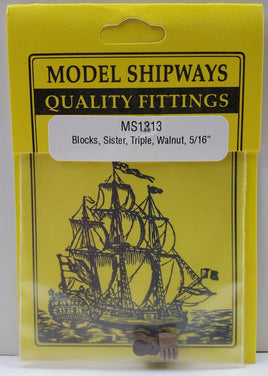 MODEL SHIPWAYS
QUALITY FITTINGS
MS1313
Blocks, Sister, Triple, Walnut, 5/16”